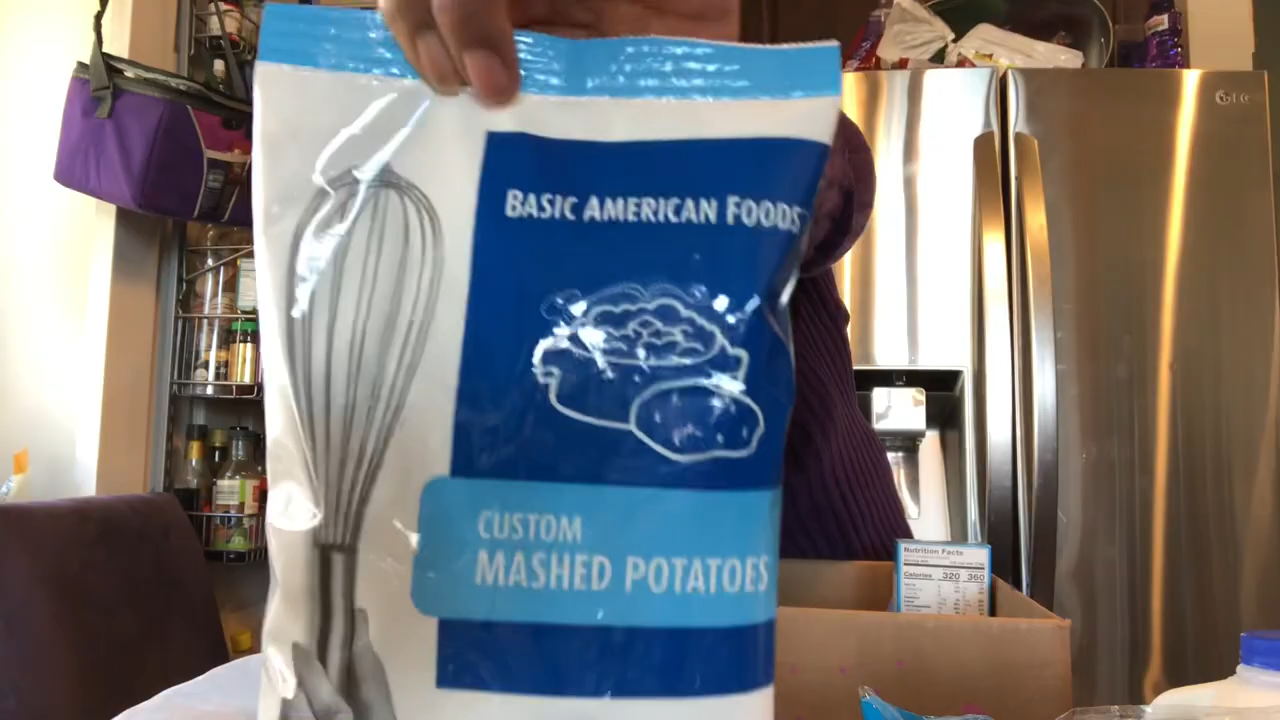 BASIC AMERICAN FOODS
CUSTOM
MASHED POTATOES
LG
Nutrition Facts
Calories 320 360